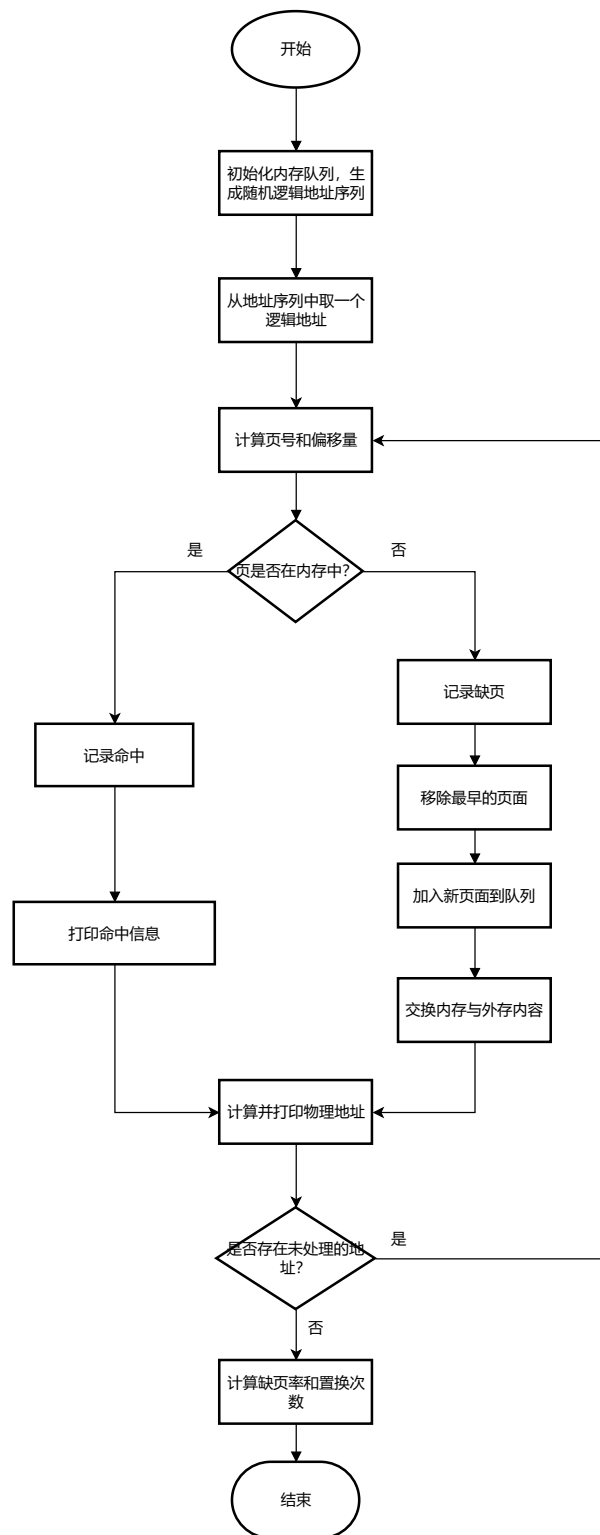 开始
初始化内存队列，生
成随机逻辑地址序列
从地址序列中取一个
逻辑地址
计算页号和偏移量
是
否
页是否在内存中？
记录缺页
记录命中
移除最早的页面
加入新页面到队列
打印命中信息
交换内存与外存内容
计算并打印物理地址
是否存在未处理的地
址？
是
否
计算缺页率和置换次
数
结束